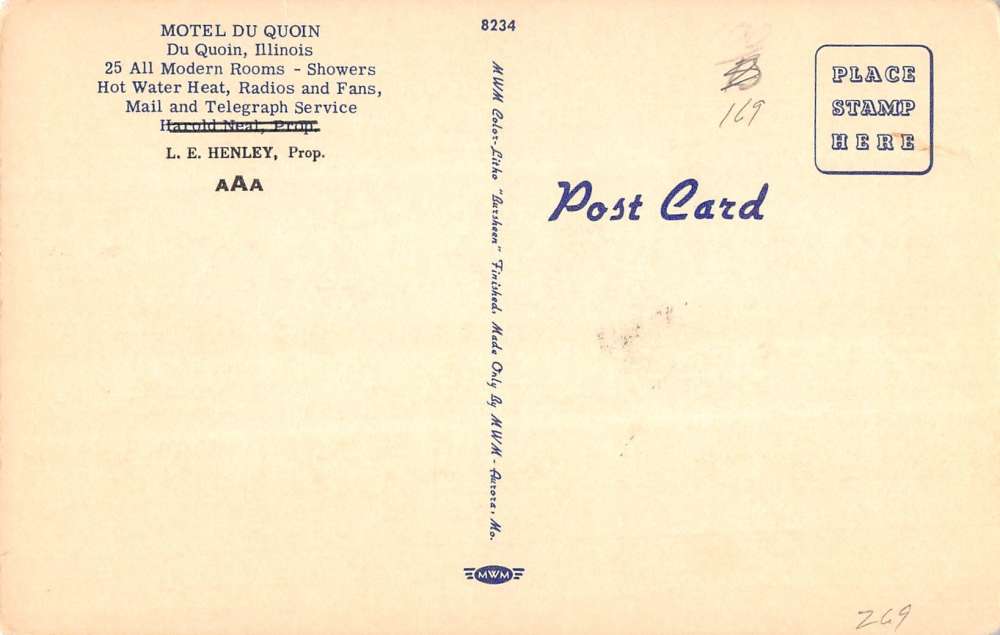 MOTEL DU QUOIN
Du Quoin, Illinois
25 All Modern Rooms - Showers
Hot Water Heat, Radios and Fans,
Mail and Telegraph Service
Harold Neal, Prop.
L. E. HENLEY, Prop.
AAA
8234
MWM Color-Litho "Dursheen" Finished, Made Only By MWM - Aurora, Mo.
MWM
169
PLACE
STAMP
HERE
Post Card
269